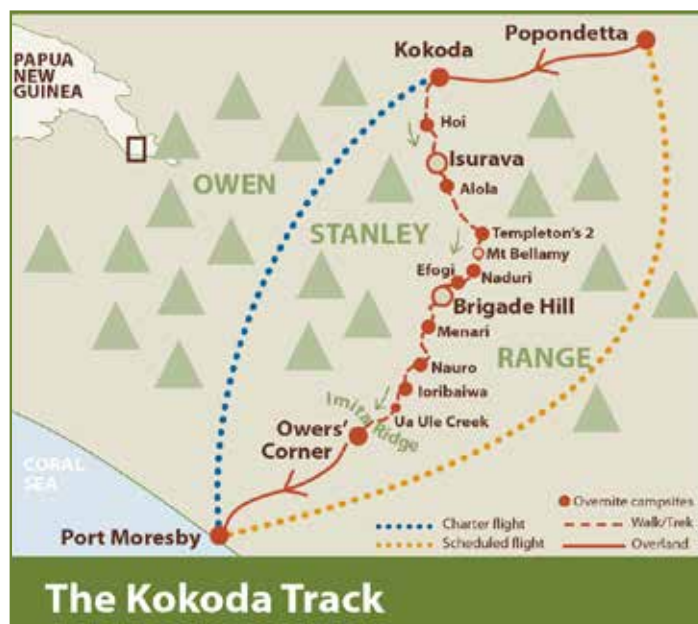 PAPUA
NEW
GUINEA
Kokoda
Popondetta
Hoi
Isurava
OWEN
Alola
STANLEY
Templeton's 2
Mt Bellamy
Efogi
Naduri
Brigade Hill
Menari
RANGE
Nauro
Ioribaiwa
Imita Ridge
Ua Ule Creek
Owers'
Corner
CORAL
SEA
Port Moresby
Overnite campsites
Charter flight
Walk/Trek
Scheduled flight
Overland
The Kokoda Track